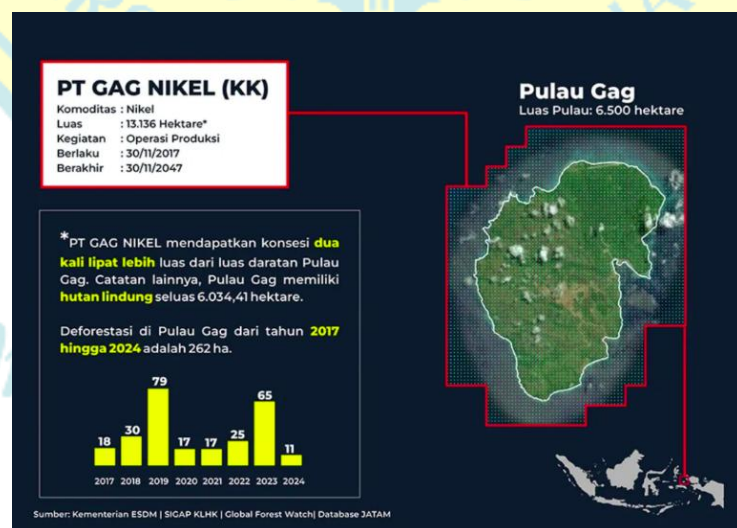 PT GAG NIKEL (KK)
Komoditas : Nikel
Luas : 13.136 Hektare*
Kegiatan : Operasi Produksi
Berlaku : 30/11/2017
Berakhir : 30/11/2047
Pulau Gag
Luas Pulau: 6.500 hektare
*PT GAG NIKEL mendapatkan konsesi dua
kali lipat lebih luas dari luas daratan Pulau
Gag. Catatan lainnya, Pulau Gag memiliki
hutan lindung seluas 6.034,41 hektare.
Deforestasi di Pulau Gag dari tahun 2017
hingga 2024 adalah 262 ha.
18 30 79 17 17 25 65 11
2017 2018 2019 2020 2021 2022 2023 2024
Sumber: Kementerian ESDM | SIGAP KLHK | Global Forest Watch| Database JATAM